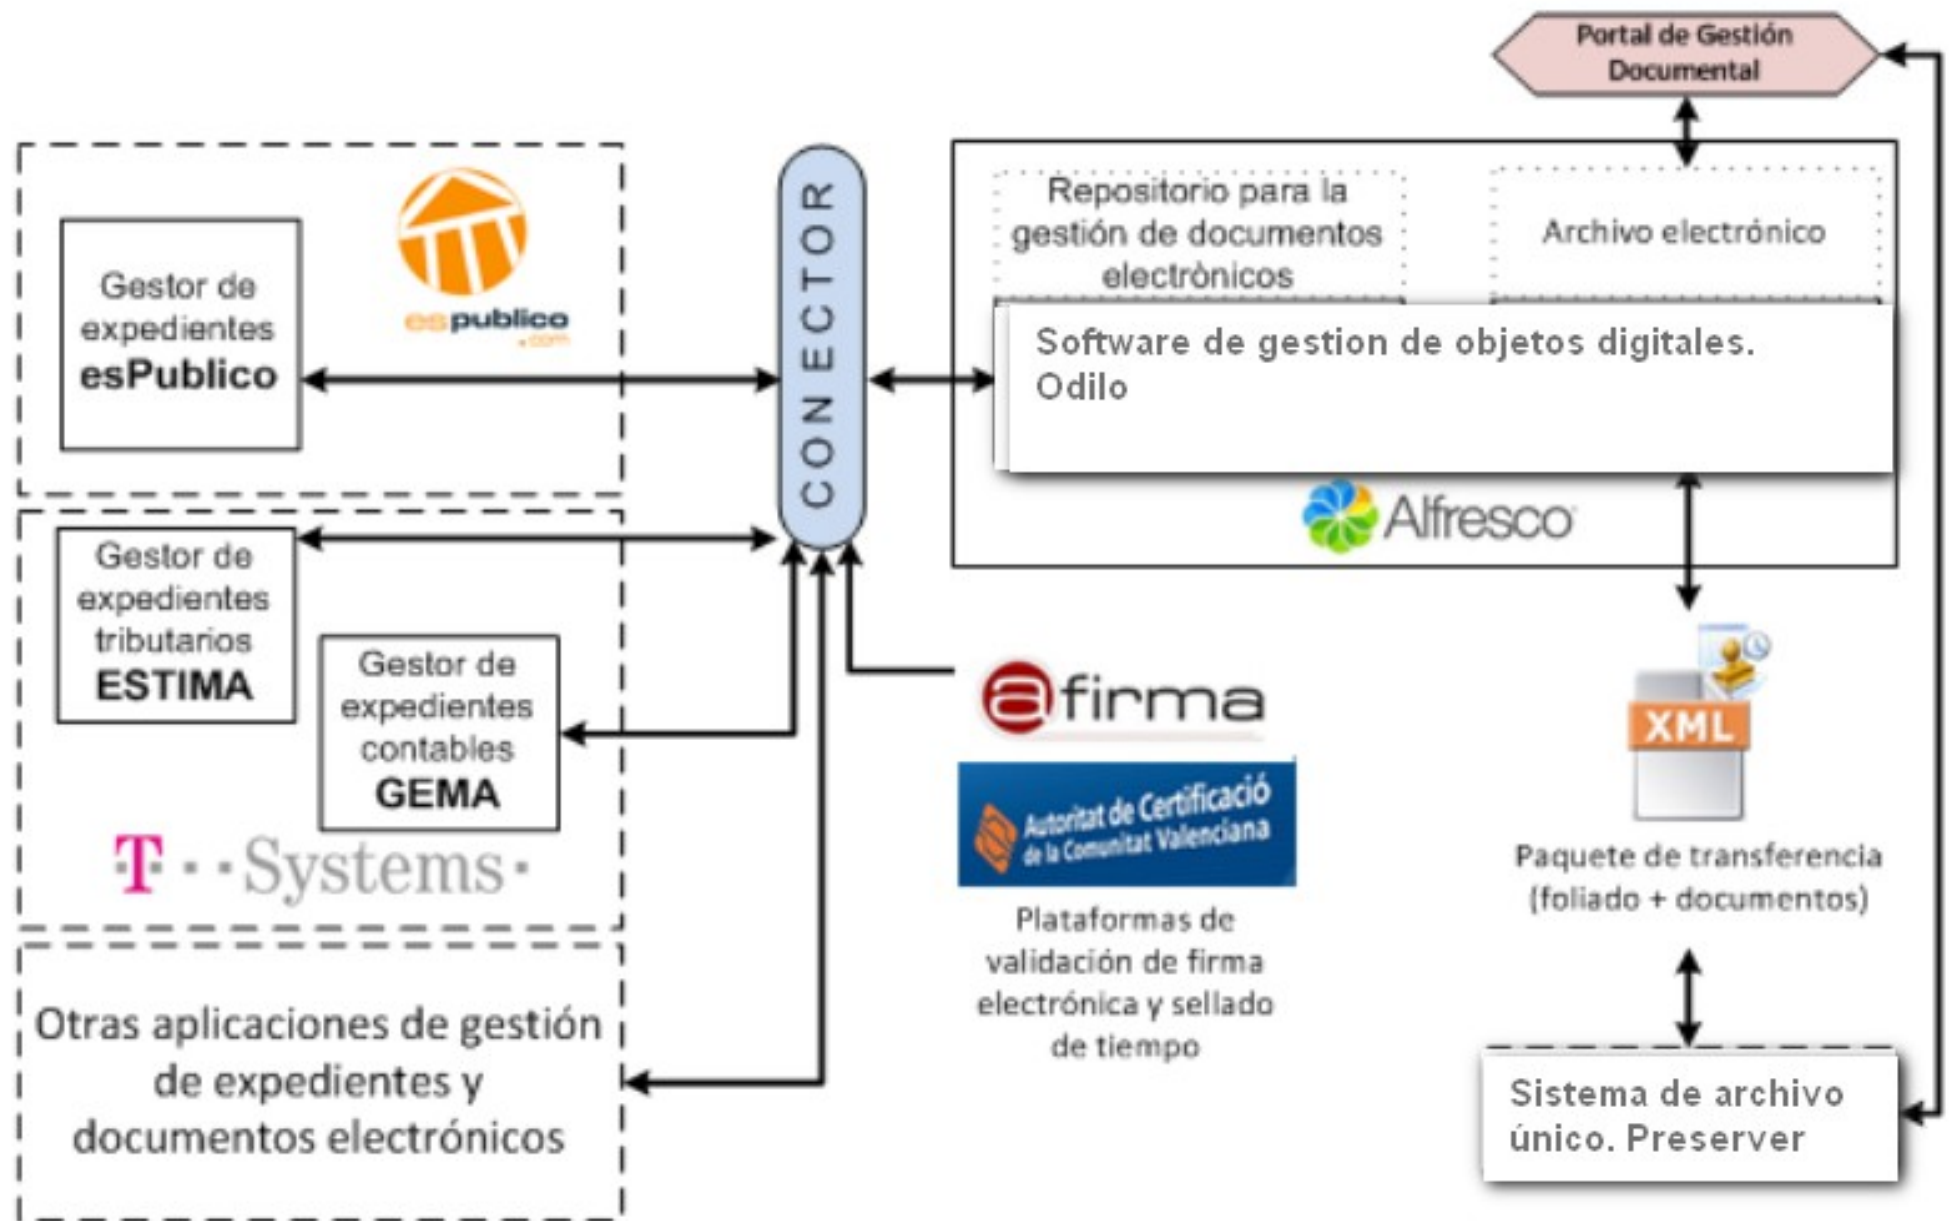 Portal de Gestión
Documental
espublico
.com
Gestor de
expedientes
esPublico
CONECTOR
Repositorio para la
gestión de documentos
electrònicos
Archivo electrónico
Software de gestion de objetos digitales.
Odilo
Alfresco
Gestor de
expedientes
tributarios
ESTIMA
Gestor de
expedientes
contables
GEMA
T··Systems·
@firma
Autoritat de Certificació
de la Comunitat Valenciana
Plataformas de
validación de firma
electrónica y sellado
de tiempo
XML
Paquete de transferencia
(foliado + documentos)
Otras aplicaciones de gestión
de expedientes y
documentos electrónicos
Sistema de archivo
único. Preserver